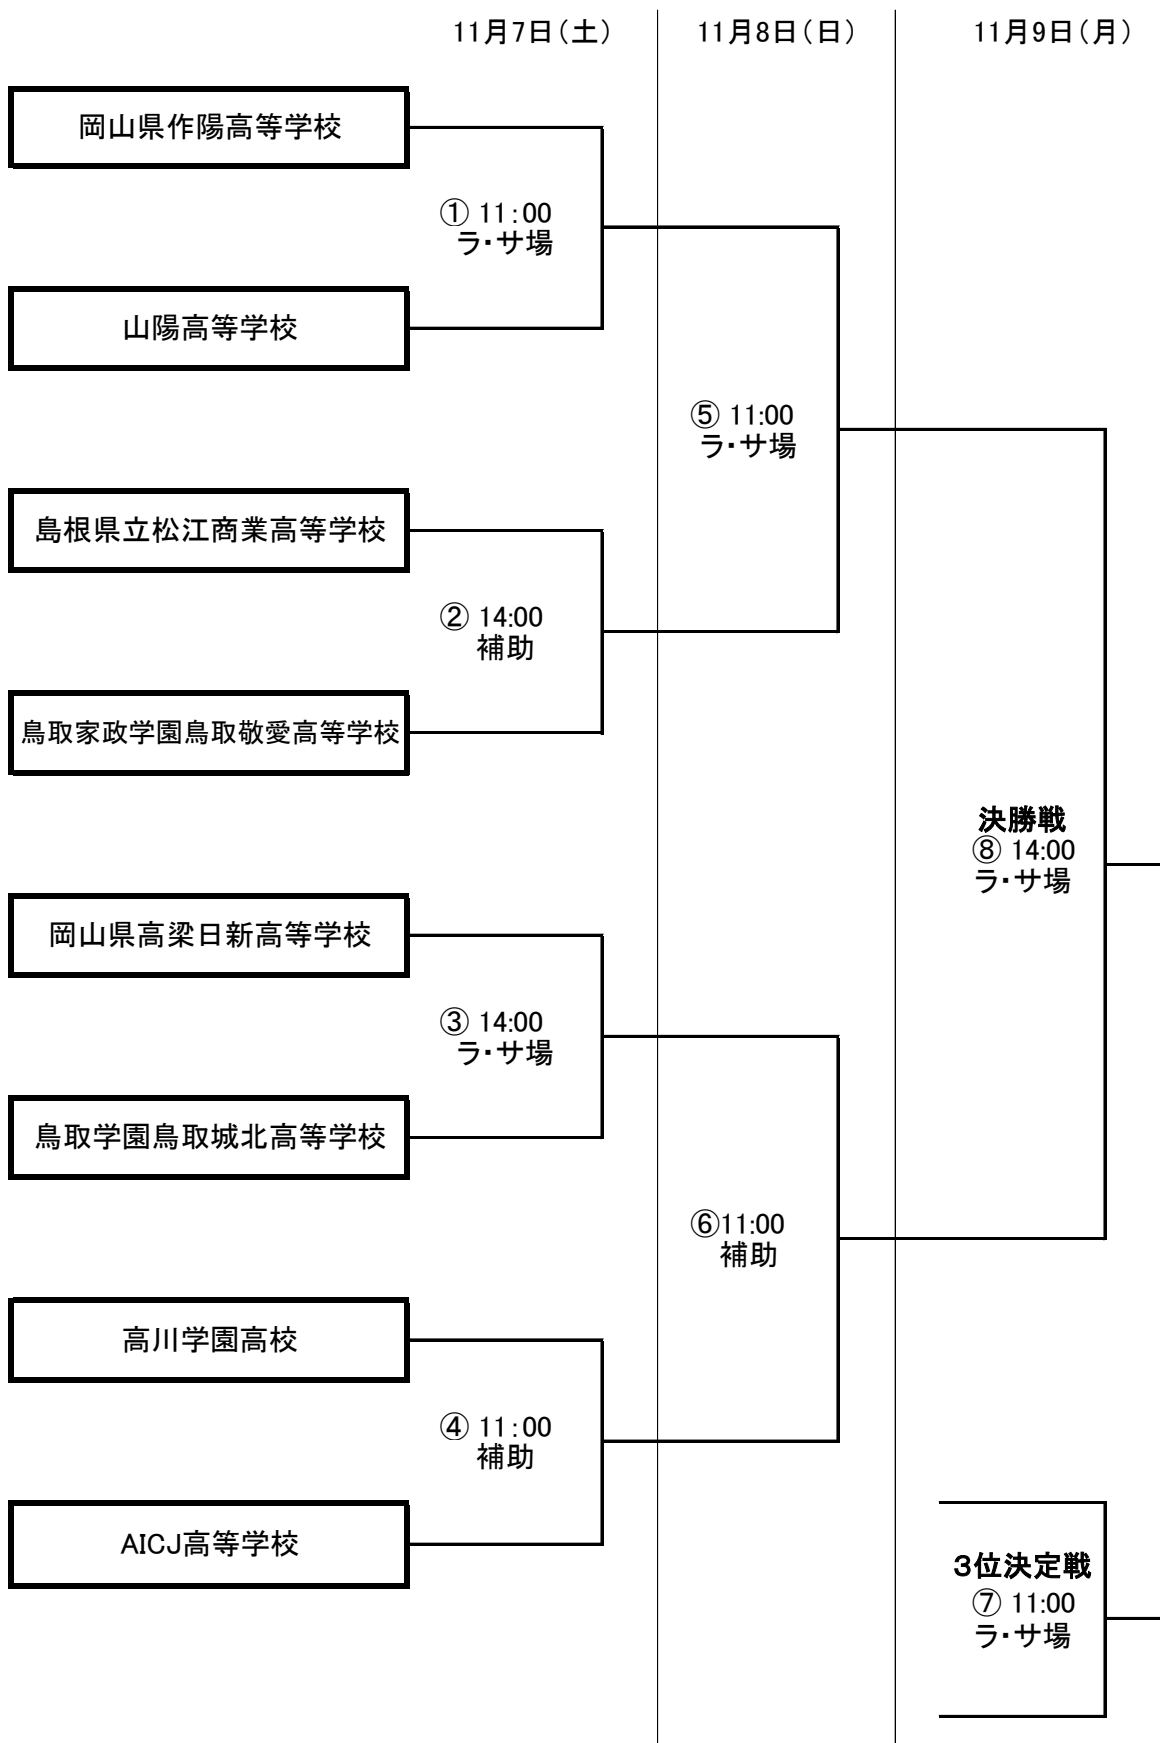 11月7日(土)
11月8日(日)
11月9日(月)
岡山県作陽高等学校
① 11:00
ラ・サ場
山陽高等学校
⑤ 11:00
ラ・サ場
島根県立松江商業高等学校
② 14:00
補助
鳥取家政学園鳥取敬愛高等学校
決勝戦
⑧ 14:00
ラ・サ場
岡山県高梁日新高等学校
③ 14:00
ラ・サ場
鳥取学園鳥取城北高等学校
⑥11:00
補助
高川学園高校
④ 11:00
補助
AICJ高等学校
3位決定戦
⑦ 11:00
ラ・サ場